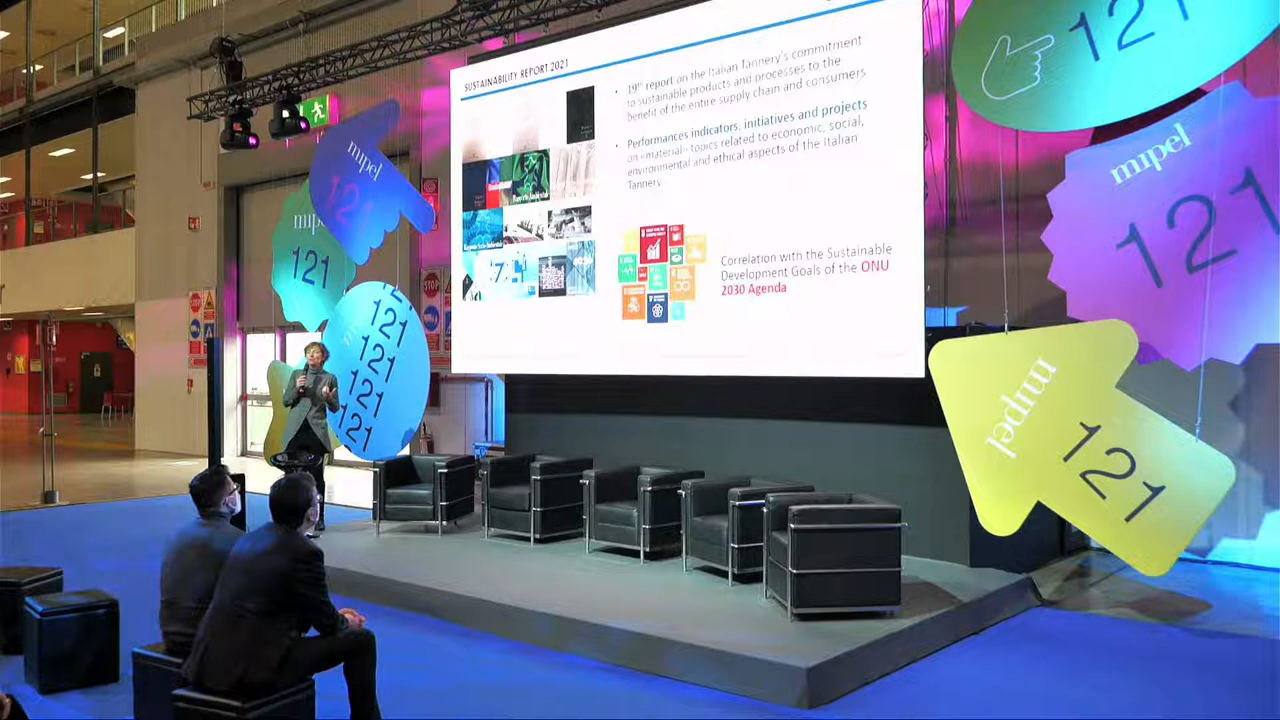 SUSTAINABILITY REPORT 2021
• 19th report on the Italian Tannery's commitment
to sustainable products and processes to the
benefit of the entire supply chain and consumers
• Performances indicators, initiatives and projects
on «material» topics related to economic, social,
environmental and ethical aspects of the Italian
Tannery
Correlation with the Sustainable
Development Goals of the ONU
2030 Agenda
mipel
121
mipel
121
121
121
121
121
121
121
mipel
121
mipel
121
STOP
STOP